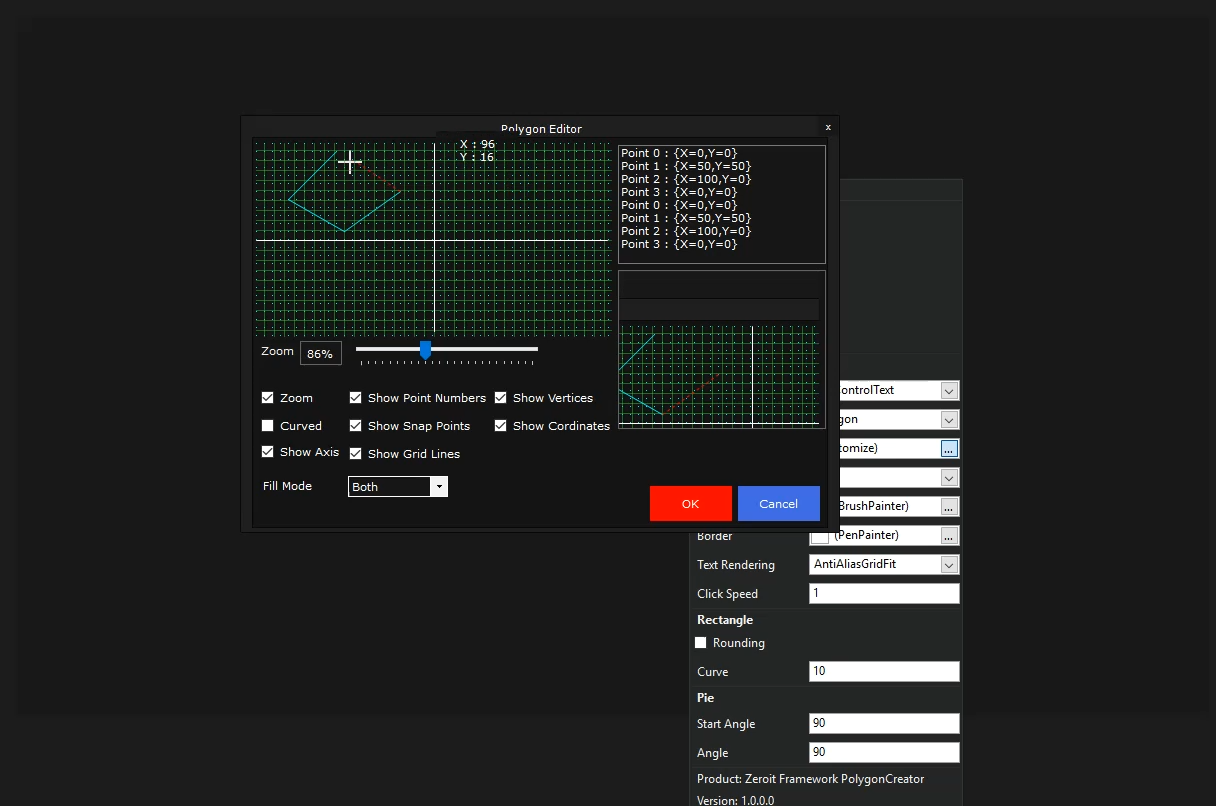 Polygon Editor
x
X : 96
Y : 16
Point 0 : {X=0,Y=0}
Point 1 : {X=50,Y=50}
Point 2 : {X=100,Y=0}
Point 3 : {X=0,Y=0}
Point 0 : {X=0,Y=0}
Point 1 : {X=50,Y=50}
Point 2 : {X=100,Y=0}
Point 3 : {X=0,Y=0}
Zoom 86%
Zoom Show Point Numbers Show Vertices
Curved Show Snap Points Show Cordinates
Show Axis Show Grid Lines
Fill Mode Both
OK Cancel
ontrolText
gon
tomize) ...
BrushPainter) ...
Border (PenPainter) ...
Text Rendering AntiAliasGridFit
Click Speed 1
Rectangle
Rounding
Curve 10
Pie
Start Angle 90
Angle 90
Product: Zeroit Framework PolygonCreator
Version: 1.0.0.0